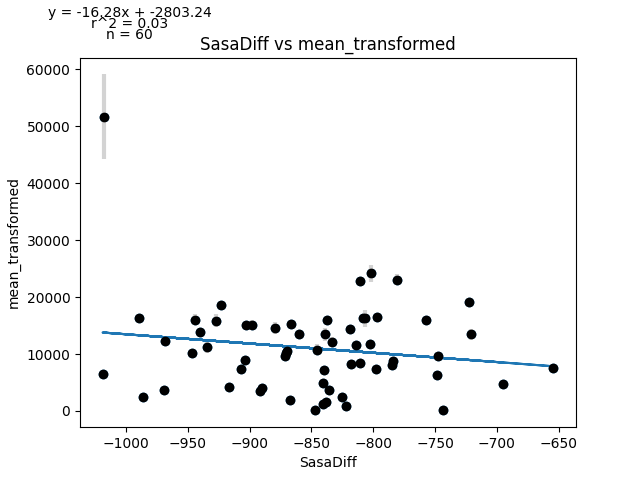 y = -16.28x + -2803.24
r^2 = 0.03
n = 60
SasaDiff vs mean_transformed
60000
50000
40000
30000
20000
10000
0
mean_transformed
−1000 −950 −900 −850 −800 −750 −700 −650
SasaDiff